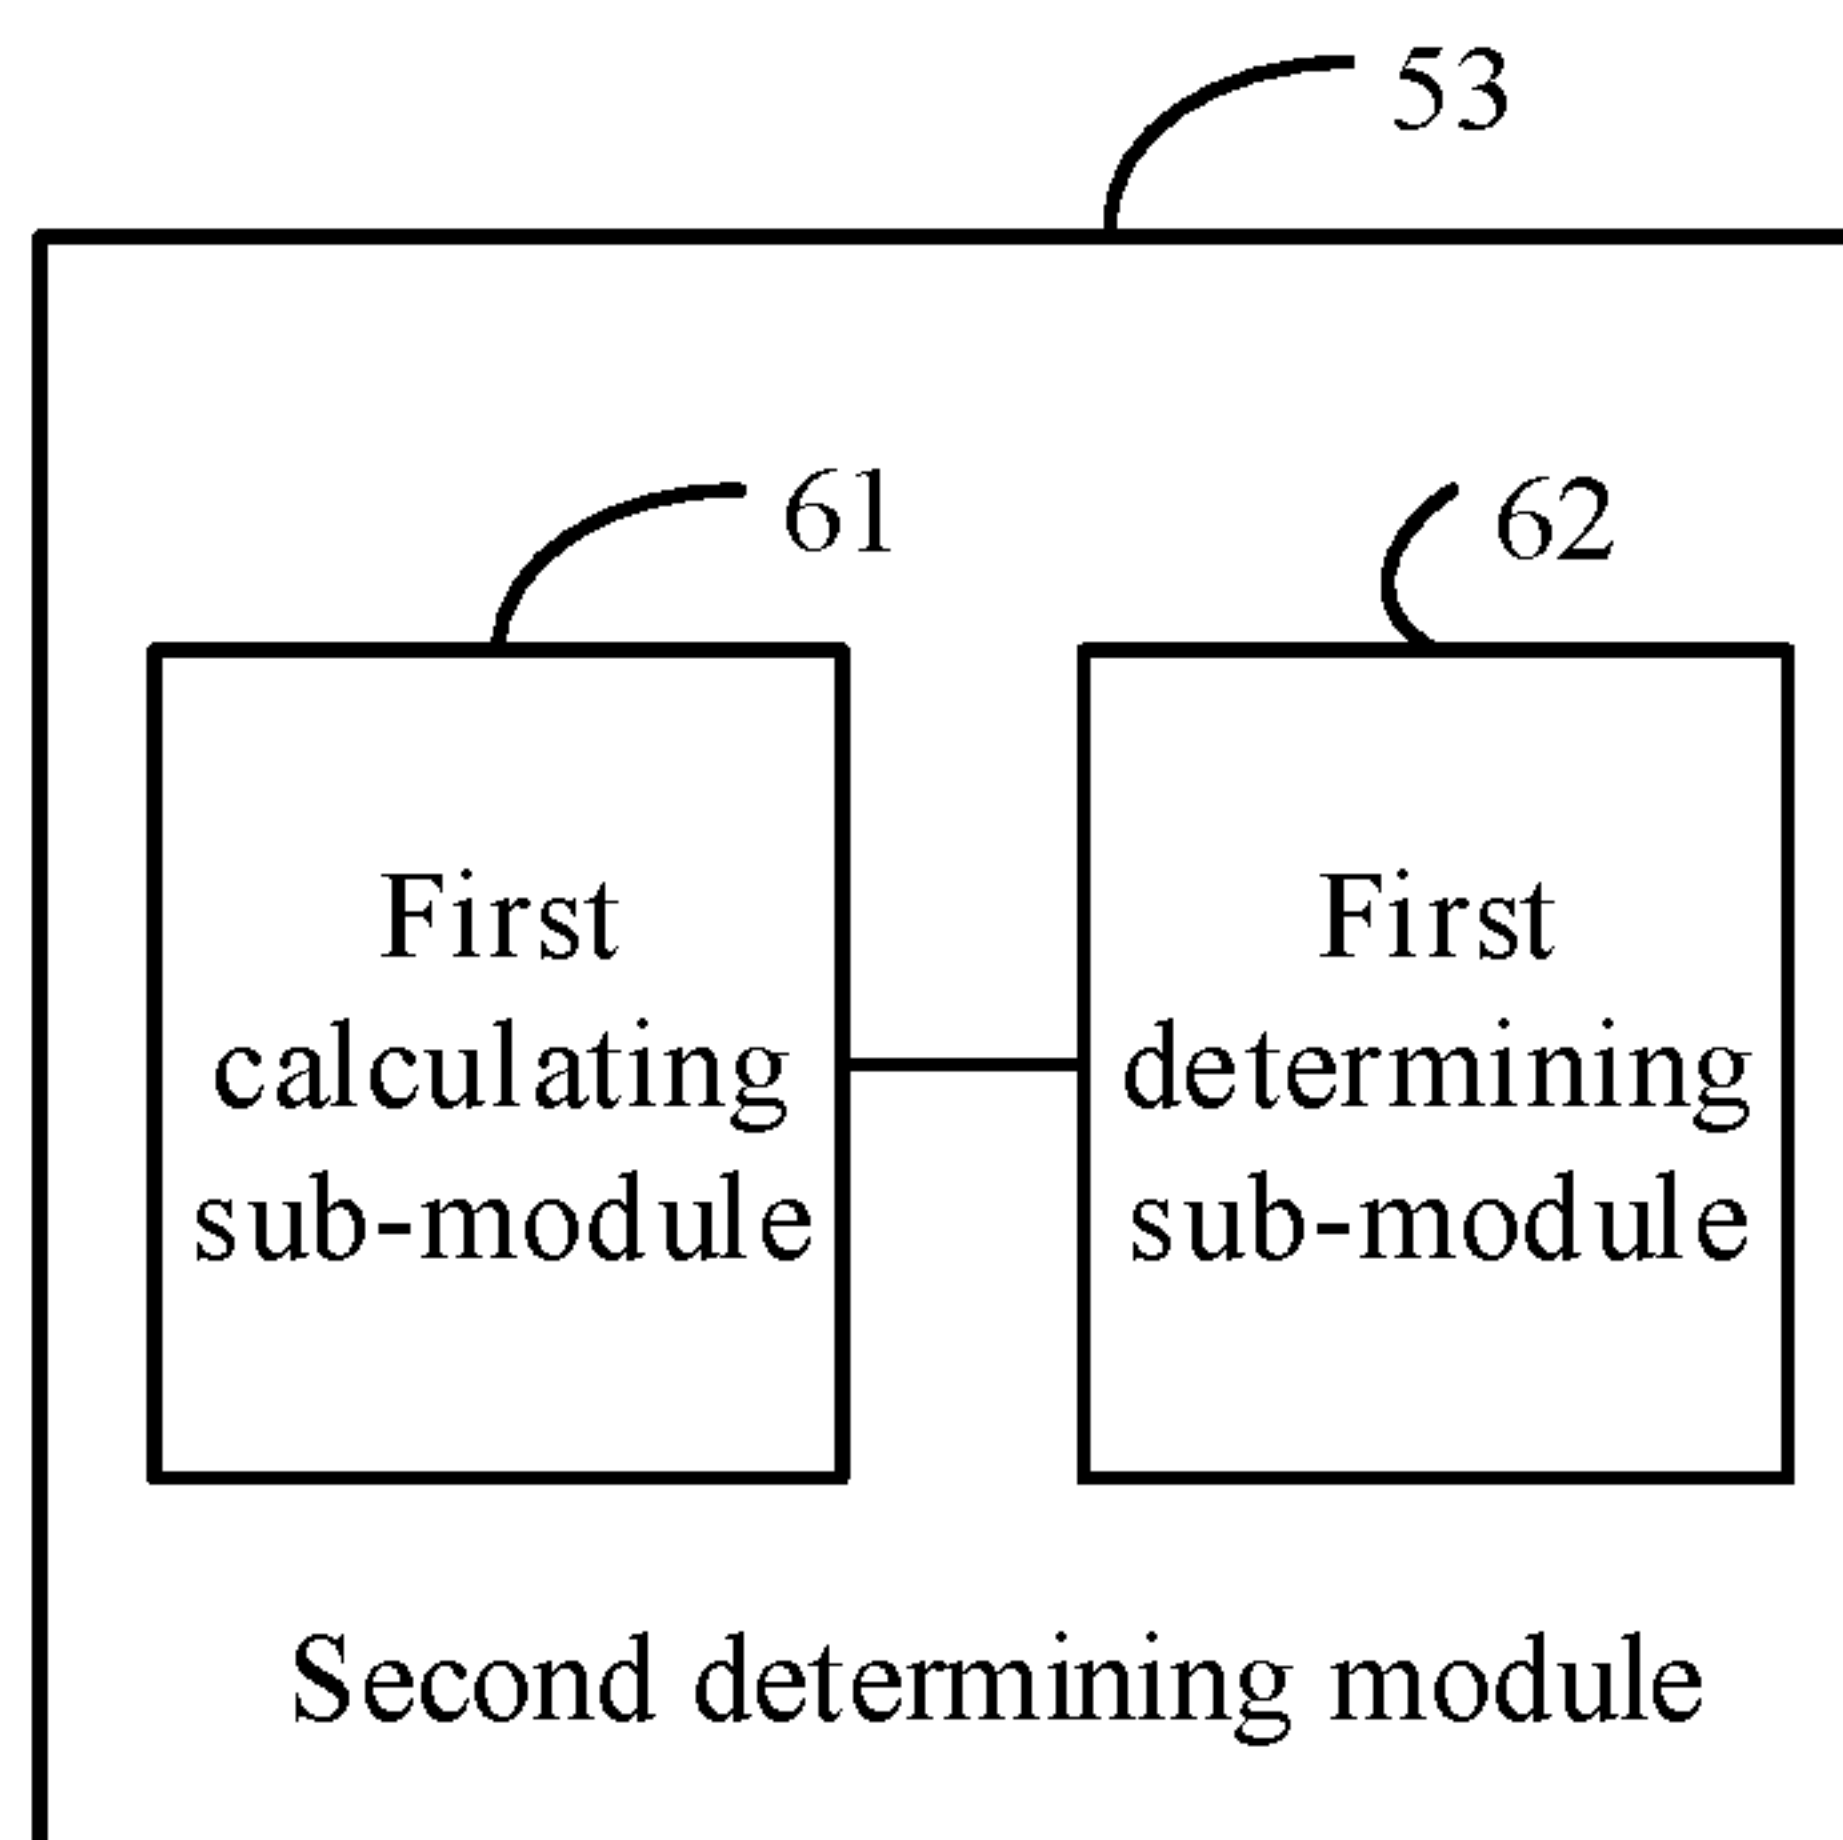 53
61
62
First
calculating
sub-module
First
determining
sub-module
Second determining module